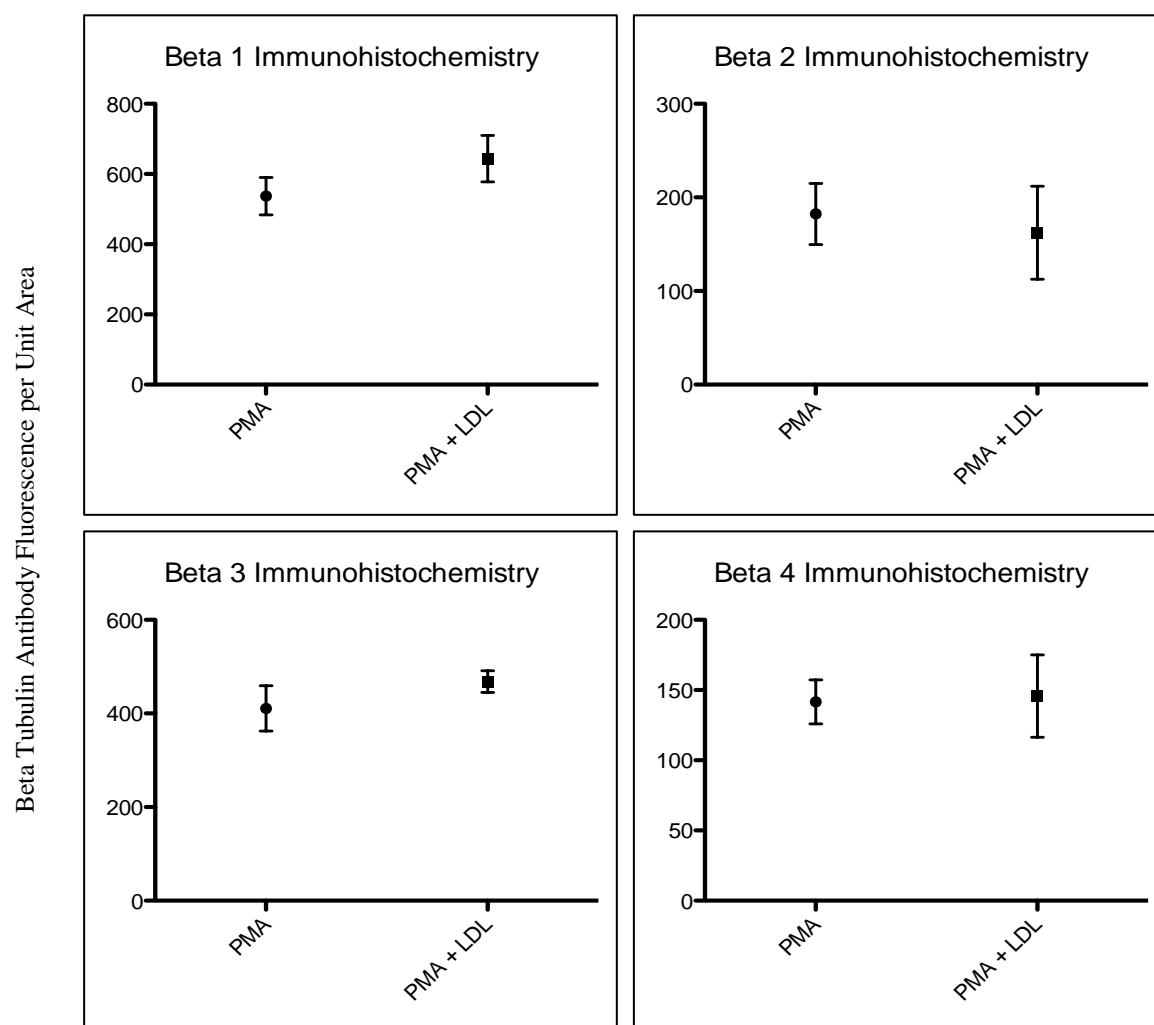 Beta Tubulin Antibody Fluorescence per Unit Area
Beta 1 Immunohistochemistry
800
600
400
200
0
PMA
PMA + LDL
Beta 2 Immunohistochemistry
300
200
100
0
PMA
PMA + LDL
Beta 3 Immunohistochemistry
600
400
200
0
PMA
PMA + LDL
Beta 4 Immunohistochemistry
200
150
100
50
0
PMA
PMA + LDL